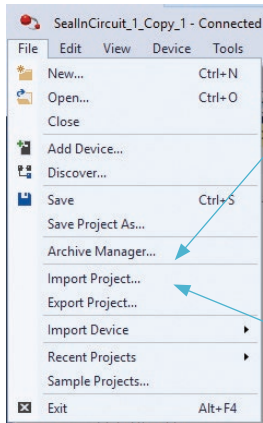 SealInCircuit_1_Copy_1 - Connected
File Edit View Device Tools
New... Ctrl+N
Open... Ctrl+O
Close
Add Device...
Discover...
Save Ctrl+S
Save Project As...
Archive Manager...
Import Project...
Export Project...
Import Device
Recent Projects
Sample Projects...
Exit Alt+F4